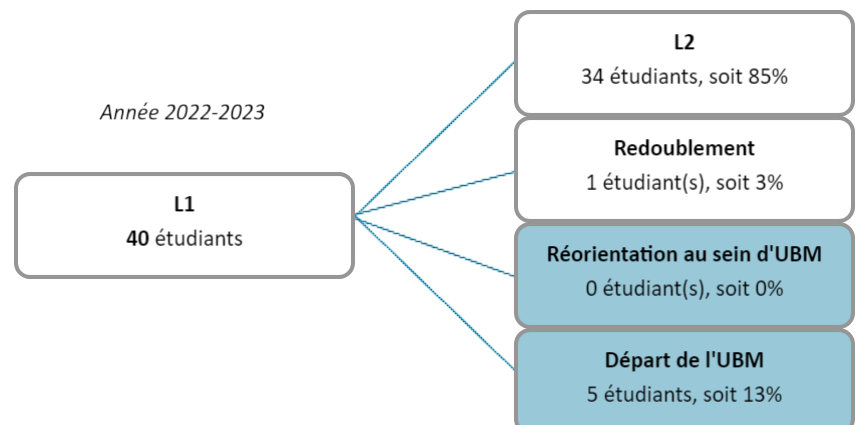 Année 2022-2023
L1
40 étudiants
L2
34 étudiants, soit 85%
Redoublement
1 étudiant(s), soit 3%
Réorientation au sein d'UBM
0 étudiant(s), soit 0%
Départ de l'UBM
5 étudiants, soit 13%